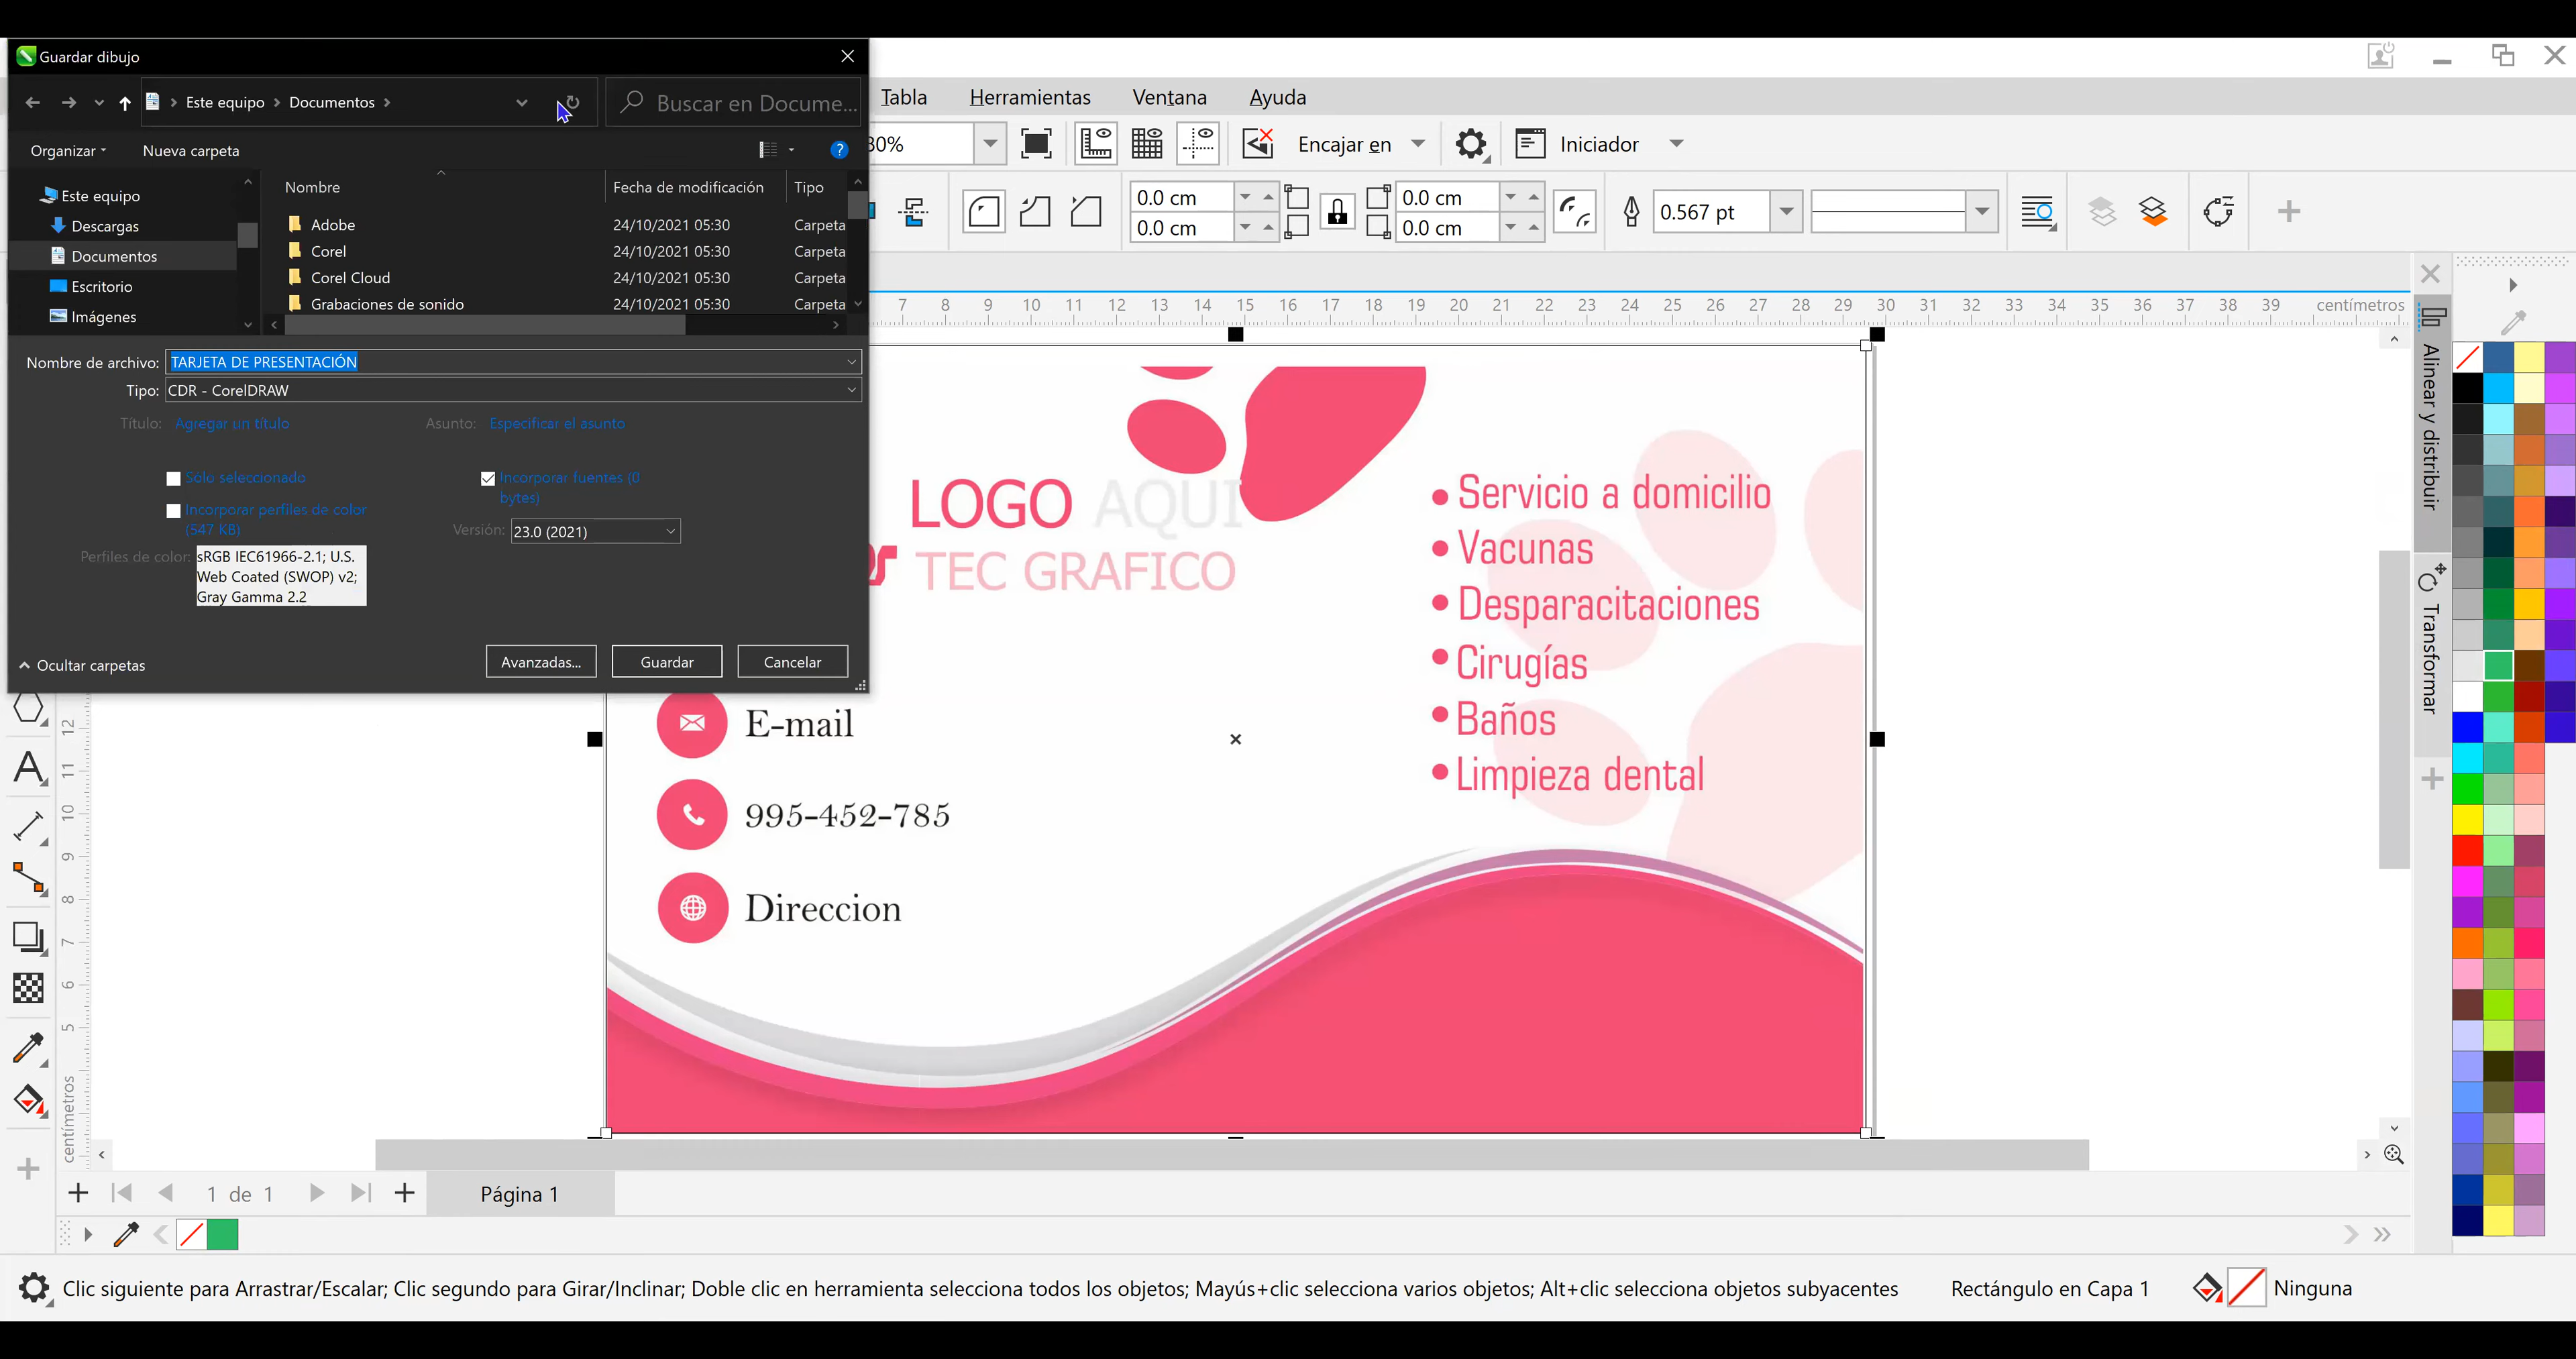 Guardar dibujo
Este equipo > Documentos >
Buscar en Docume...
Organizar
Nueva carpeta
Este equipo
Descargas
Documentos
Escritorio
Imágenes
Nombre
Fecha de modificación
Tipo
Adobe 24/10/2021 05:30 Carpeta
Corel 24/10/2021 05:30 Carpeta
Corel Cloud 24/10/2021 05:30 Carpeta
Grabaciones de sonido 24/10/2021 05:30 Carpeta
Nombre de archivo: TARJETA DE PRESENTACIÓN
Tipo: CDR - CorelDRAW
Título: Agregar un título
Asunto: Especificar el asunto
Sólo seleccionado
Incorporar perfiles de color
(547 KB)
Incorporar fuentes (0
bytes)
Versión: 23.0 (2021)
Perfiles de color: sRGB IEC61966-2.1; U.S.
Web Coated (SWOP) v2;
Gray Gamma 2.2
Ocultar carpetas
Avanzadas...
Guardar
Cancelar
Tabla
Herramientas
Ventana
Ayuda
Encajar en
Iniciador
0.0 cm
0.0 cm
0.0 cm
0.0 cm
0.567 pt
7 8 9 10 11 12 13 14 15 16 17 18 19 20 21 22 23 24 25 26 27 28 29 30 31 32 33 34 35 36 37 38 39 centímetros
LOGO AQUI
TEC GRAFICO
• Servicio a domicilio
• Vacunas
• Desparacitaciones
• Cirugías
• Baños
• Limpieza dental
E-mail
995-452-785
Direccion
Alinear y distribuir
Transformar
12
11
10
9
8
7
6
5
centímetros
1 de 1
Página 1
Clic siguiente para Arrastrar/Escalar; Clic segundo para Girar/Inclinar; Doble clic en herramienta selecciona todos los objetos; Mayús+clic selecciona varios objetos; Alt+clic selecciona objetos subyacentes
Rectángulo en Capa 1
Ninguna